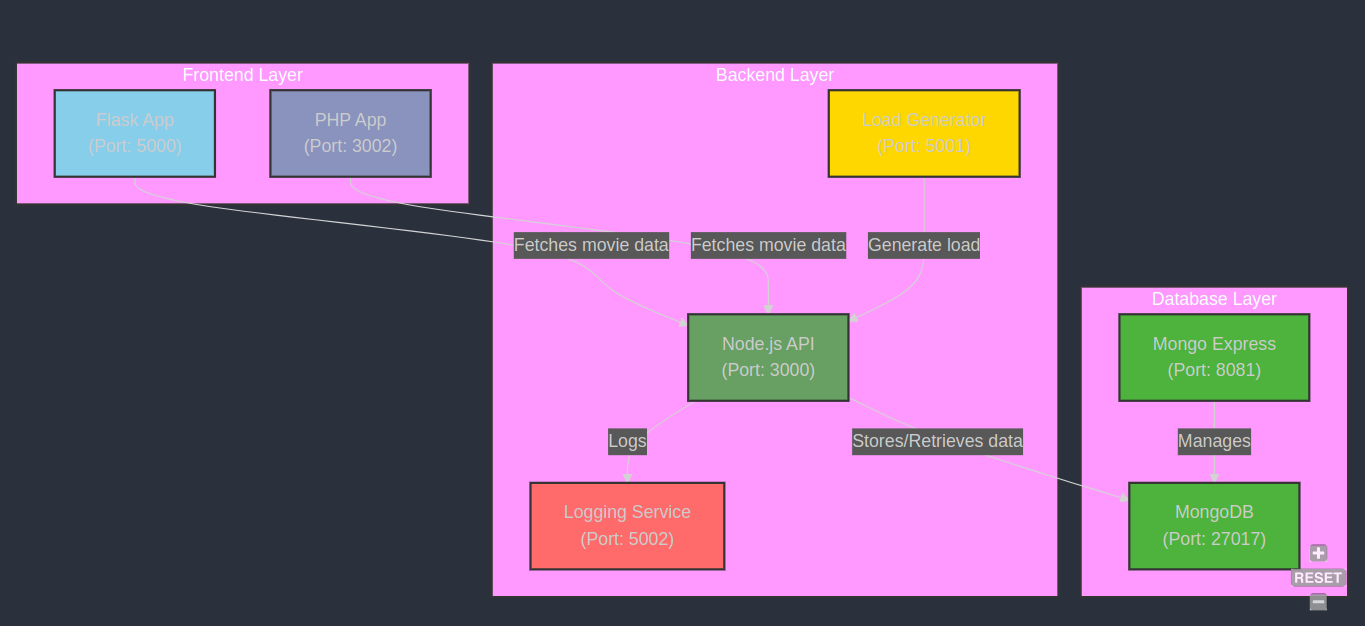 Frontend Layer
Flask App
(Port: 5000)
PHP App
(Port: 3002)
Backend Layer
Load Generator
(Port: 5001)
Fetches movie data
Fetches movie data
Generate load
Node.js API
(Port: 3000)
Logs
Stores/Retrieves data
Logging Service
(Port: 5002)
Database Layer
Mongo Express
(Port: 8081)
Manages
MongoDB
(Port: 27017)
RESET